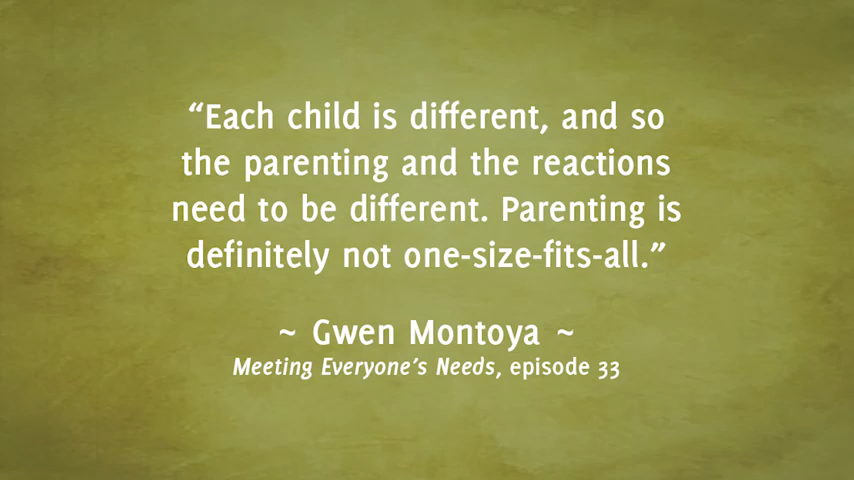 “Each child is different, and so
the parenting and the reactions
need to be different. Parenting is
definitely not one-size-fits-all.”
~ Gwen Montoya ~
Meeting Everyone’s Needs, episode 33